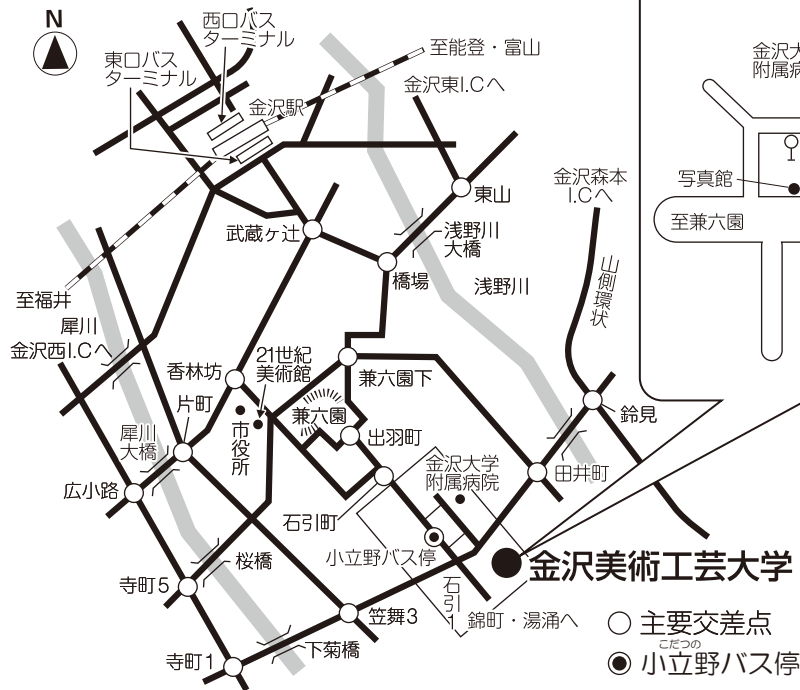 N
西口バス
ターミナル
東口バス
ターミナル
金沢駅
至能登・富山
金沢東I.Cへ
金沢大
附属病
写真館
至兼六園
金沢森本
I.Cへ
東山
武蔵ヶ辻
浅野川
大橋
橋場
浅野川
山側環状
至福井
犀川
金沢西I.Cへ
香林坊
21世紀
美術館
兼六園下
片町
兼六園
鈴見
市役所
出羽町
犀川
大橋
金沢大学
附属病院
田井町
広小路
石引町
小立野バス停
桜橋
金沢美術工芸大学
寺町5
石引1
笠舞3
錦町・湯涌へ
主要交差点
下菊橋
寺町1
こだつの
小立野バス停